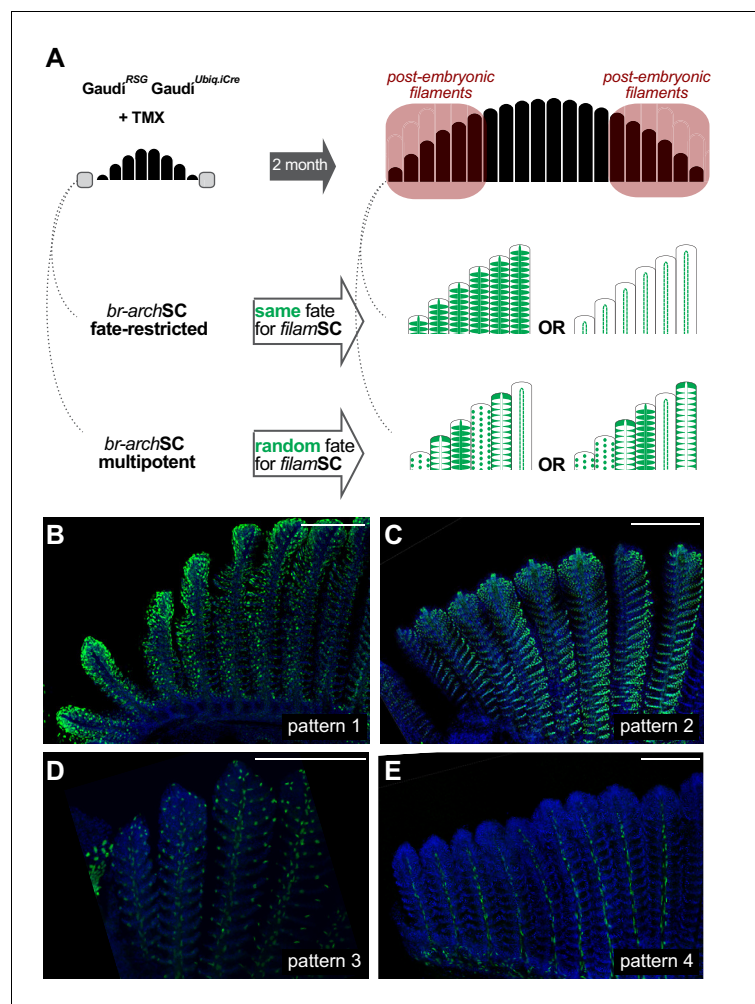 A
Gaudí^RSG Gaudí^Ubiq.iCre
+ TMX
2 month
post-embryonic
filaments
post-embryonic
filaments
br-archSC
fate-restricted
same fate
for filamSC
OR
br-archSC
multipotent
random fate
for filamSC
OR
B
pattern 1
C
pattern 2
D
pattern 3
E
pattern 4